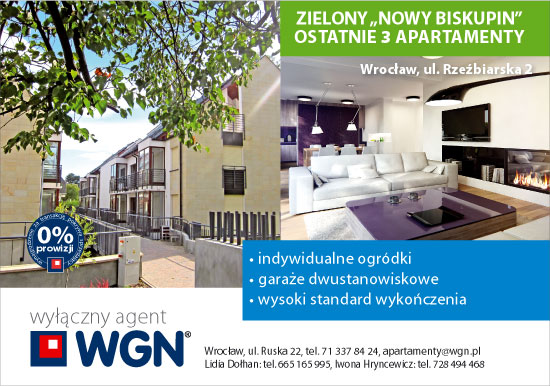 ZIELONY „NOWY BISKUPIN”
OSTATNIE 3 APARTAMENTY
Wrocław, ul. Rzeźbiarska 2
0%
prowizji
• indywidualne ogródki
• garaże dwustanowiskowe
• wysoki standard wykończenia
wyłączny agent
WGN®
Wrocław, ul. Ruska 22, tel. 71 337 84 24, apartamenty@wgn.pl
Lidia Dołhan: tel. 665 165 995, Iwona Hryncewicz: tel. 728 494 468